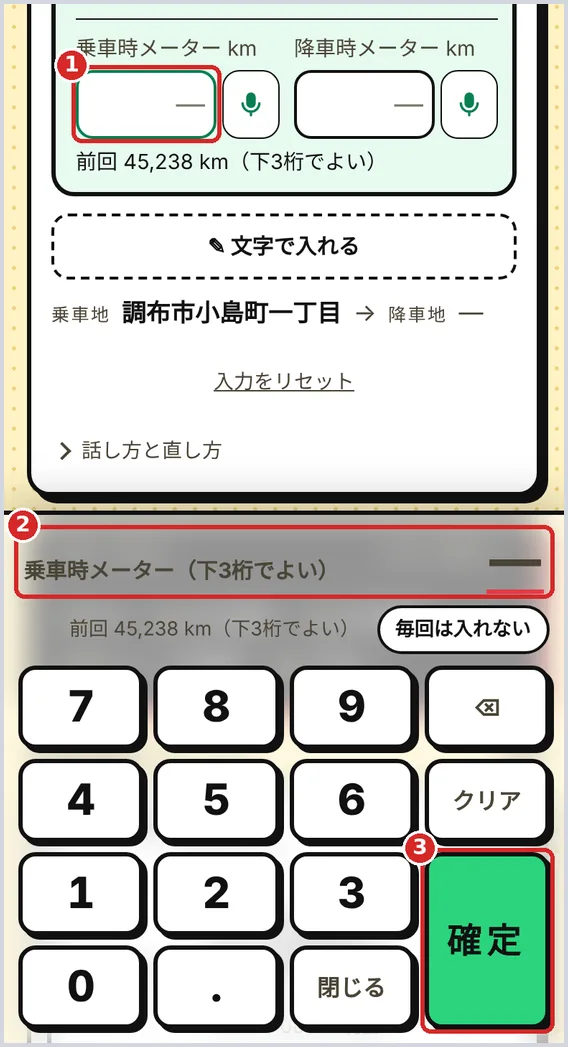 乗車時メーター km 降車時メーター km
1
— —
前回 45,238 km（下3桁でよい）
✎ 文字で入れる
乗車地 調布市小島町一丁目 → 降車地 —
入力をリセット
話し方と直し方
2
乗車時メーター（下3桁でよい） —
前回 45,238 km（下3桁でよい） 毎回は入れない
7 8 9 ⌫
4 5 6 クリア
3
1 2 3 確定
0 . 閉じる